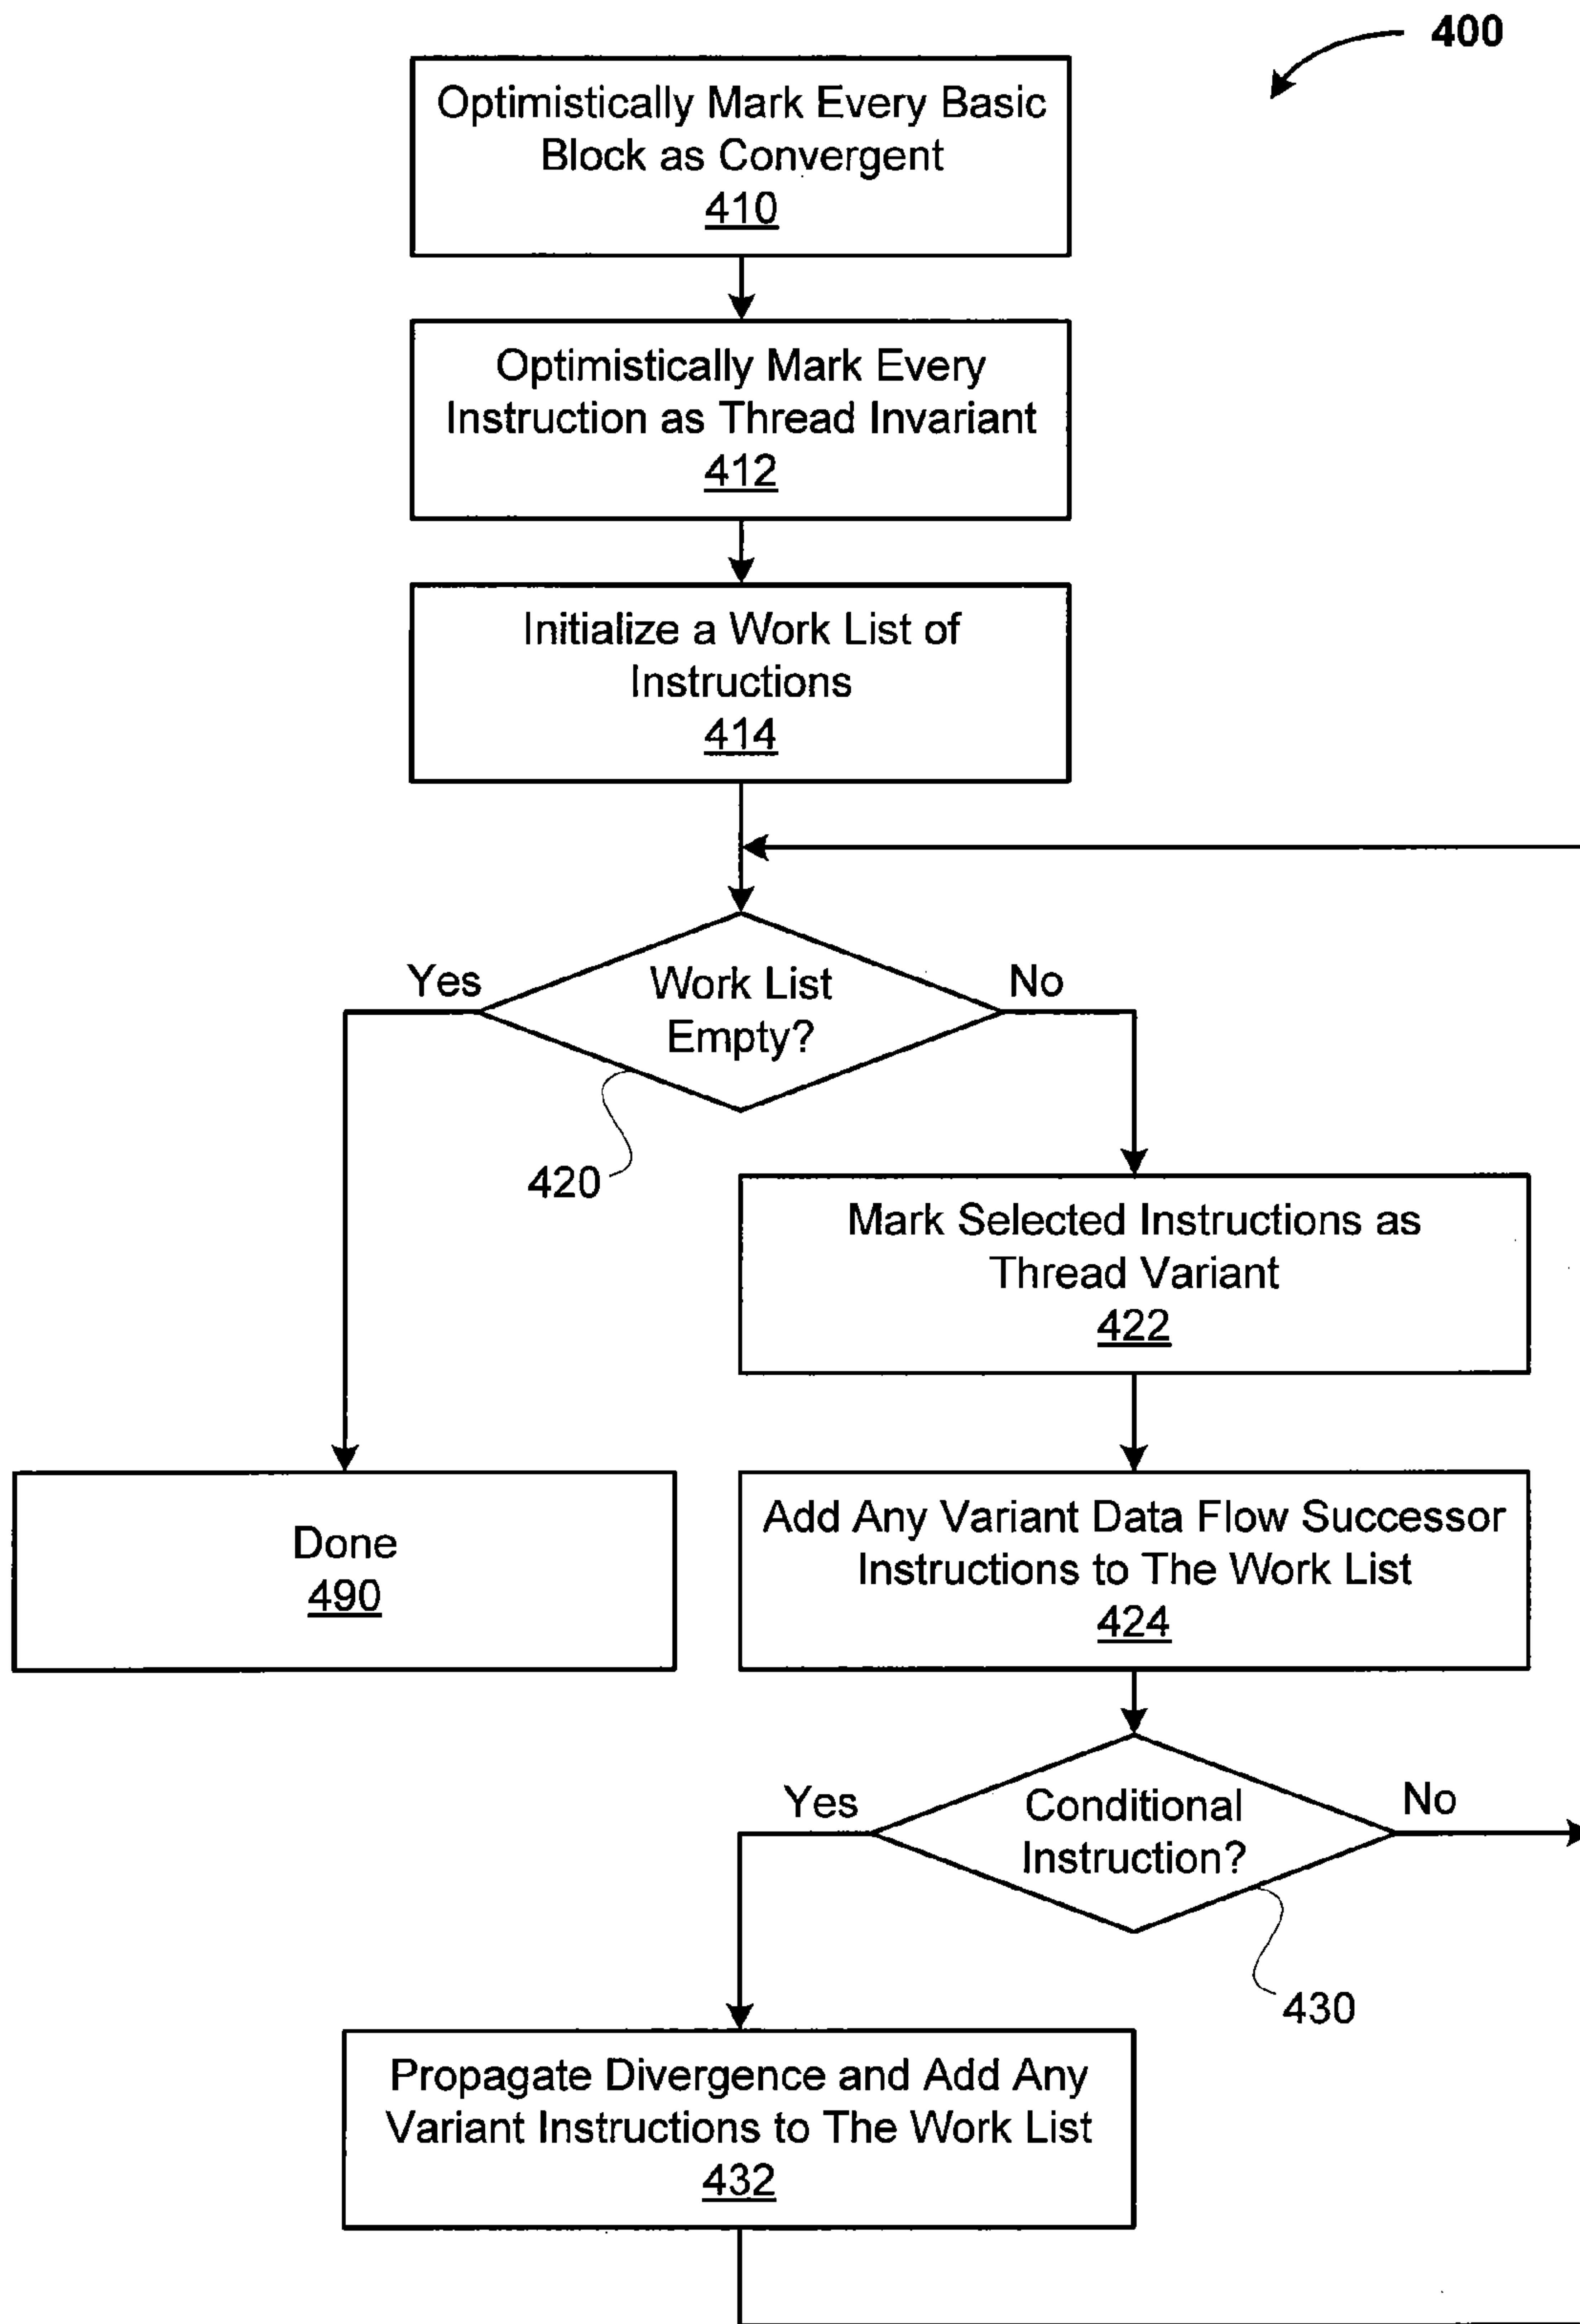 400
Optimistically Mark Every Basic
Block as Convergent
410
Optimistically Mark Every
Instruction as Thread Invariant
412
Initialize a Work List of
Instructions
414
Yes
Work List
Empty?
No
420
Mark Selected Instructions as
Thread Variant
422
Done
490
Add Any Variant Data Flow Successor
Instructions to The Work List
424
Yes
Conditional
Instruction?
No
430
Propagate Divergence and Add Any
Variant Instructions to The Work List
432